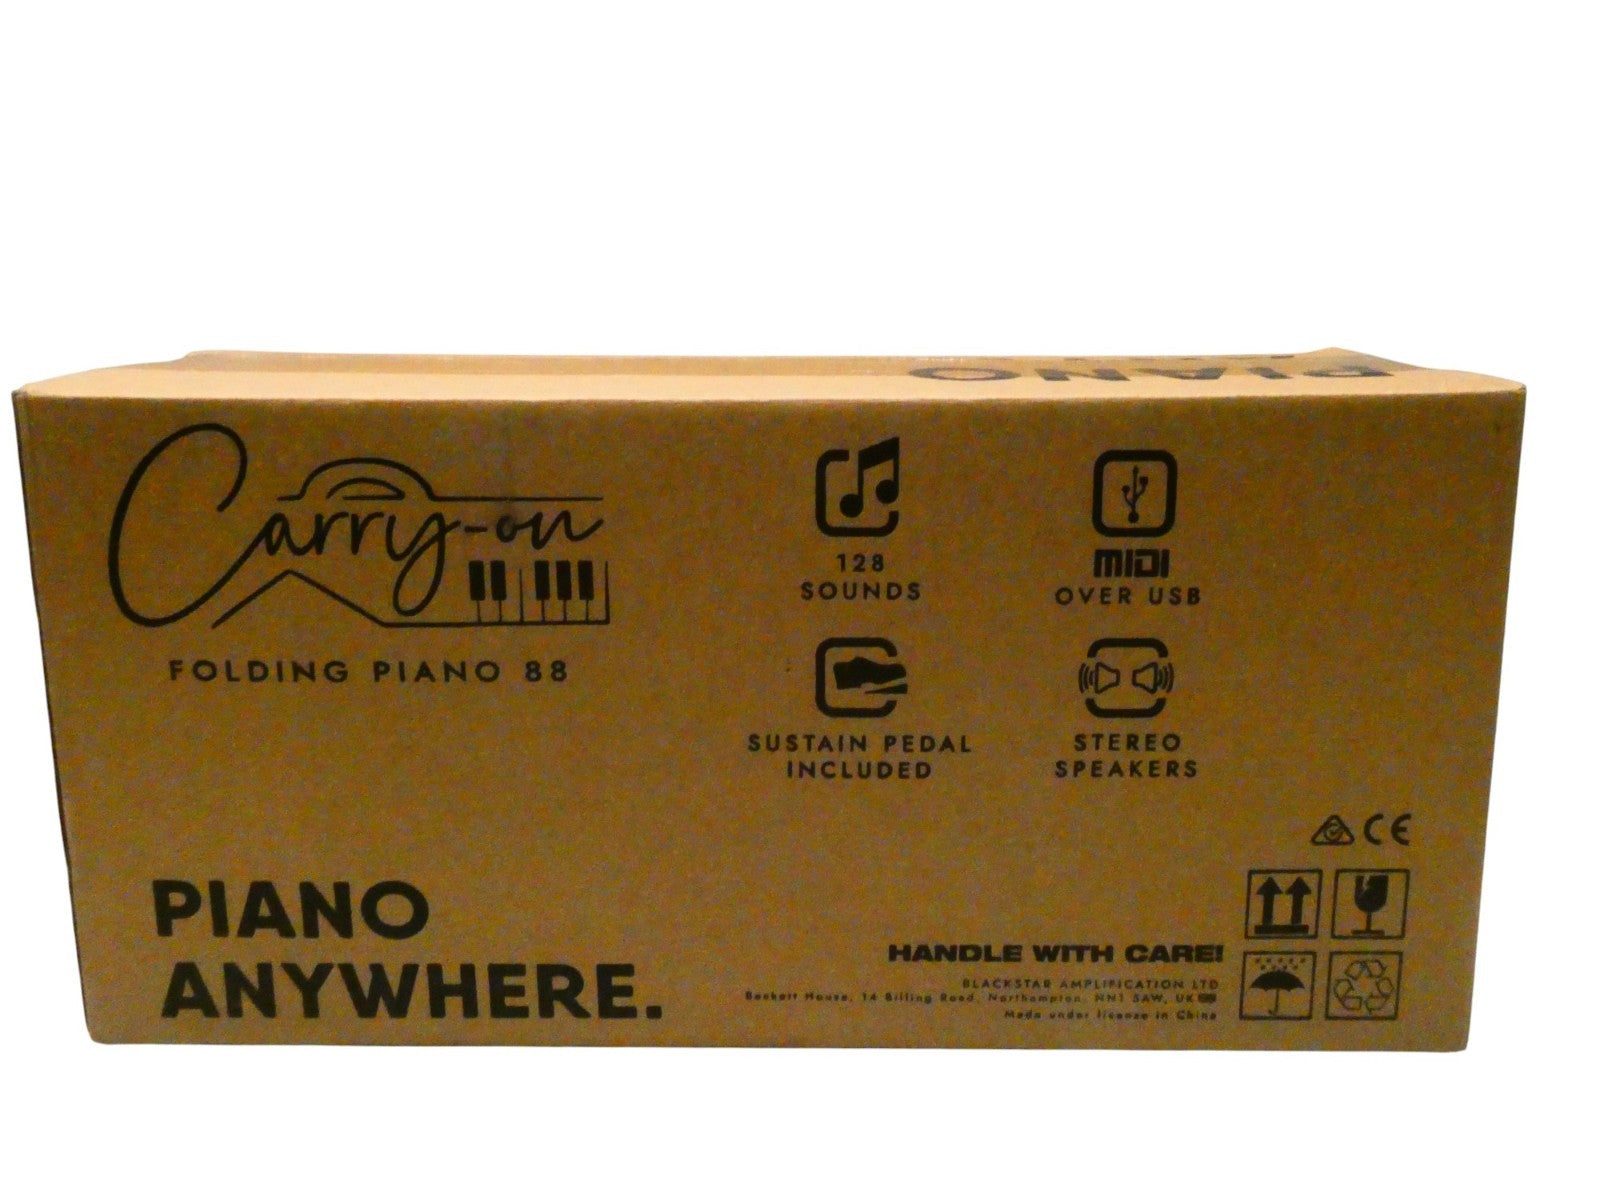 PIANO
Carry-on
FOLDING PIANO 88
128
SOUNDS
MIDI
OVER USB
SUSTAIN PEDAL
INCLUDED
STEREO
SPEAKERS
CE
PIANO
ANYWHERE.
HANDLE WITH CARE!
BLACKSTAR AMPLIFICATION LTD
Beckett House, 14 Billing Road, Northampton, NN1 5AW, UK
Made under license in China